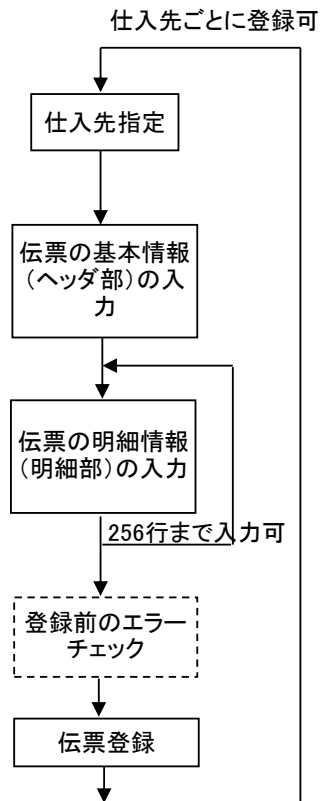 仕入先ごとに登録可
仕入先指定
伝票の基本情報
(ヘッダ部)の入
力
伝票の明細情報
(明細部)の入力
256行まで入力可
登録前のエラー
チェック
伝票登録